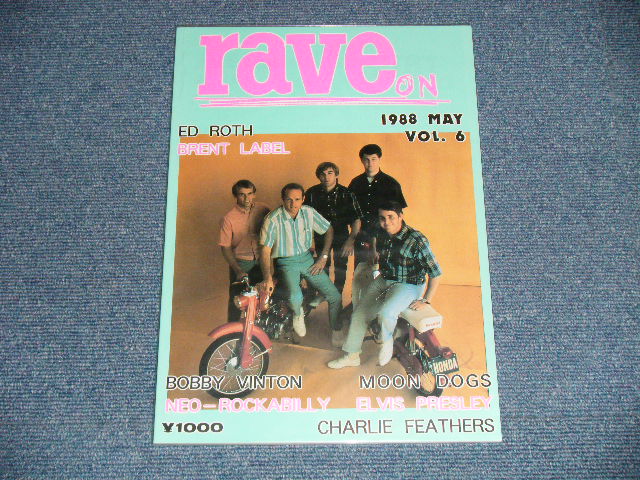 rave
ON
1988 MAY
VOL. 6
ED ROTH
BRENT LABEL
HONDA
BOBBY VINTON MOON DOGS
NEO-ROCKABILLY ELVIS PRESLEY
¥1000 CHARLIE FEATHERS